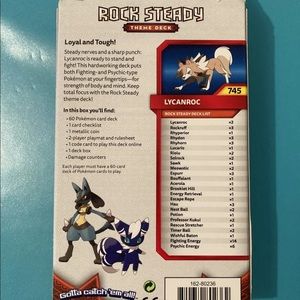 ROCK STEADY
THEME DECK
Loyal and Tough!
Steady nerves and a sharp punch:
Lycanroc is ready to stand and
fight! This hardworking deck puts
both Fighting- and Psychic-type
Pokémon at your fingertips—for
strength of body and mind. Keep
total focus with the Rock Steady
theme deck!
In this box you'll find:
• 60 Pokémon card deck
• 1 card checklist
• 1 metallic coin
• 2-player playmat and rulesheet
• 1 code card to play this deck online
• 1 deck box
• Damage counters
Each player must have a 60-card
deck of Pokémon cards to play.
745
LYCANROC
ROCK STEADY DECK LIST
Lycanroc
Rockruff
Rhyperior
Rhydon
Rhyhorn
Lucario
Riolu
Solrock
Sawk
Meowstic
Espurr
Bouffalant
Acerola
Brooklet Hill
Energy Retrieval
Escape Rope
Hau
Nest Ball
Potion
Professor Kukui
Rescue Stretcher
Timer Ball
Wishful Baton
Fighting Energy ×14
Psychic Energy
162-80236
Gotta catch 'em all!